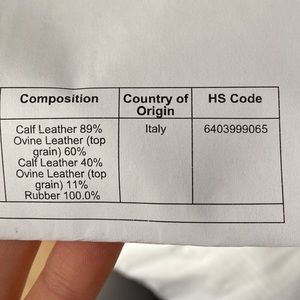 Composition Country of Origin HS Code
Calf Leather 89% Italy 6403999065
Ovine Leather (top
grain) 60%
Calf Leather 40%
Ovine Leather (top
grain) 11%
Rubber 100.0%